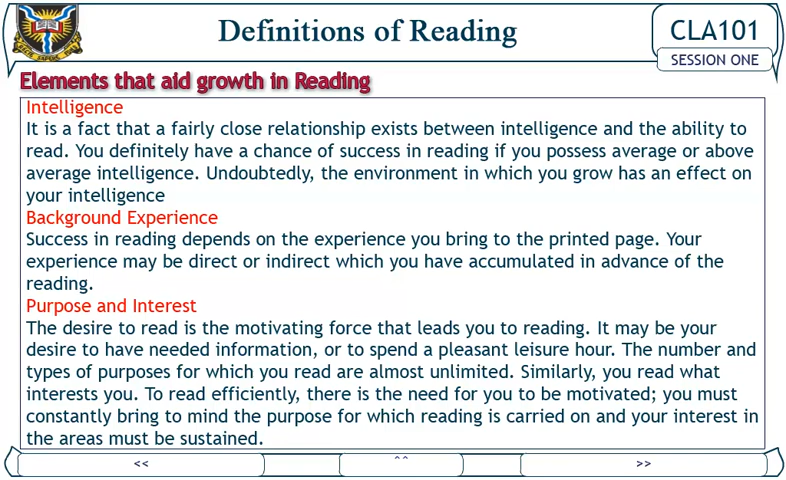 Definitions of Reading
CLA101
SESSION ONE
Elements that aid growth in Reading
Intelligence
It is a fact that a fairly close relationship exists between intelligence and the ability to
read. You definitely have a chance of success in reading if you possess average or above
average intelligence. Undoubtedly, the environment in which you grow has an effect on
your intelligence
Background Experience
Success in reading depends on the experience you bring to the printed page. Your
experience may be direct or indirect which you have accumulated in advance of the
reading.
Purpose and Interest
The desire to read is the motivating force that leads you to reading. It may be your
desire to have needed information, or to spend a pleasant leisure hour. The number and
types of purposes for which you read are almost unlimited. Similarly, you read what
interests you. To read efficiently, there is the need for you to be motivated; you must
constantly bring to mind the purpose for which reading is carried on and your interest in
the areas must be sustained.
<< ^^ >>